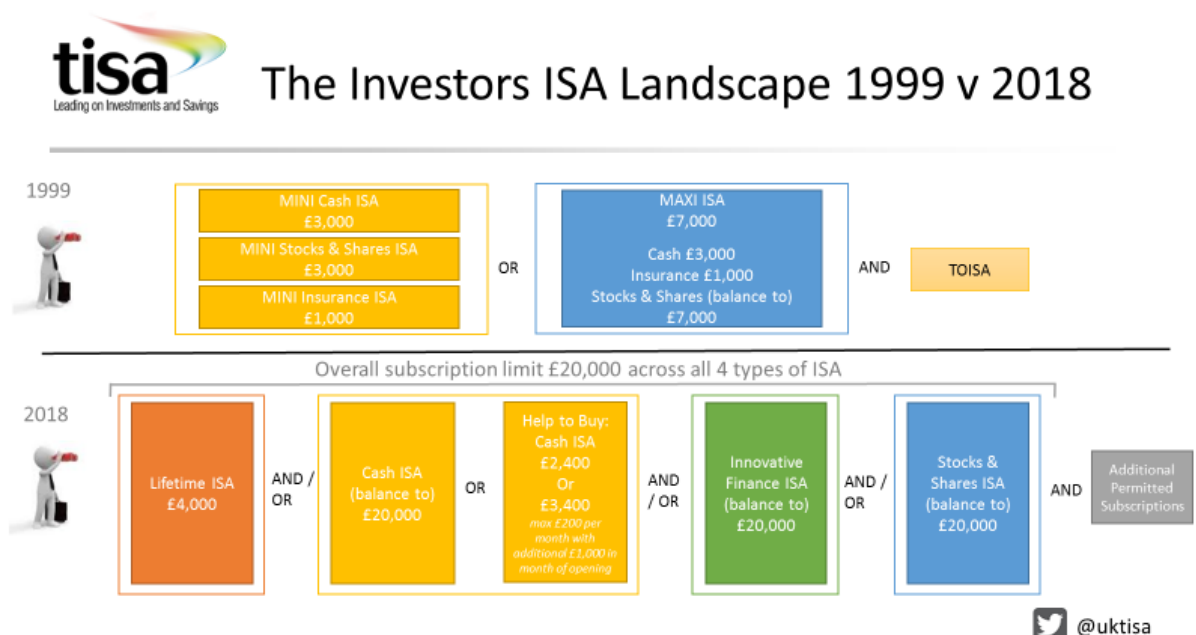 tisa
Leading on Investments and Savings
The Investors ISA Landscape 1999 v 2018
1999
MINI Cash ISA
£3,000
MINI Stocks & Shares ISA
£3,000
MINI Insurance ISA
£1,000
OR
MAXI ISA
£7,000
Cash £3,000
Insurance £1,000
Stocks & Shares (balance to)
£7,000
AND
TOISA
Overall subscription limit £20,000 across all 4 types of ISA
2018
Lifetime ISA
£4,000
AND /
OR
Cash ISA
(balance to)
£20,000
OR
Help to Buy:
Cash ISA
£2,400
Or
£3,400
max £200 per
month with
additional £1,000 in
month of opening
AND
/ OR
Innovative
Finance ISA
(balance to)
£20,000
AND /
OR
Stocks &
Shares ISA
(balance to)
£20,000
AND
Additional
Permitted
Subscriptions
@uktisa